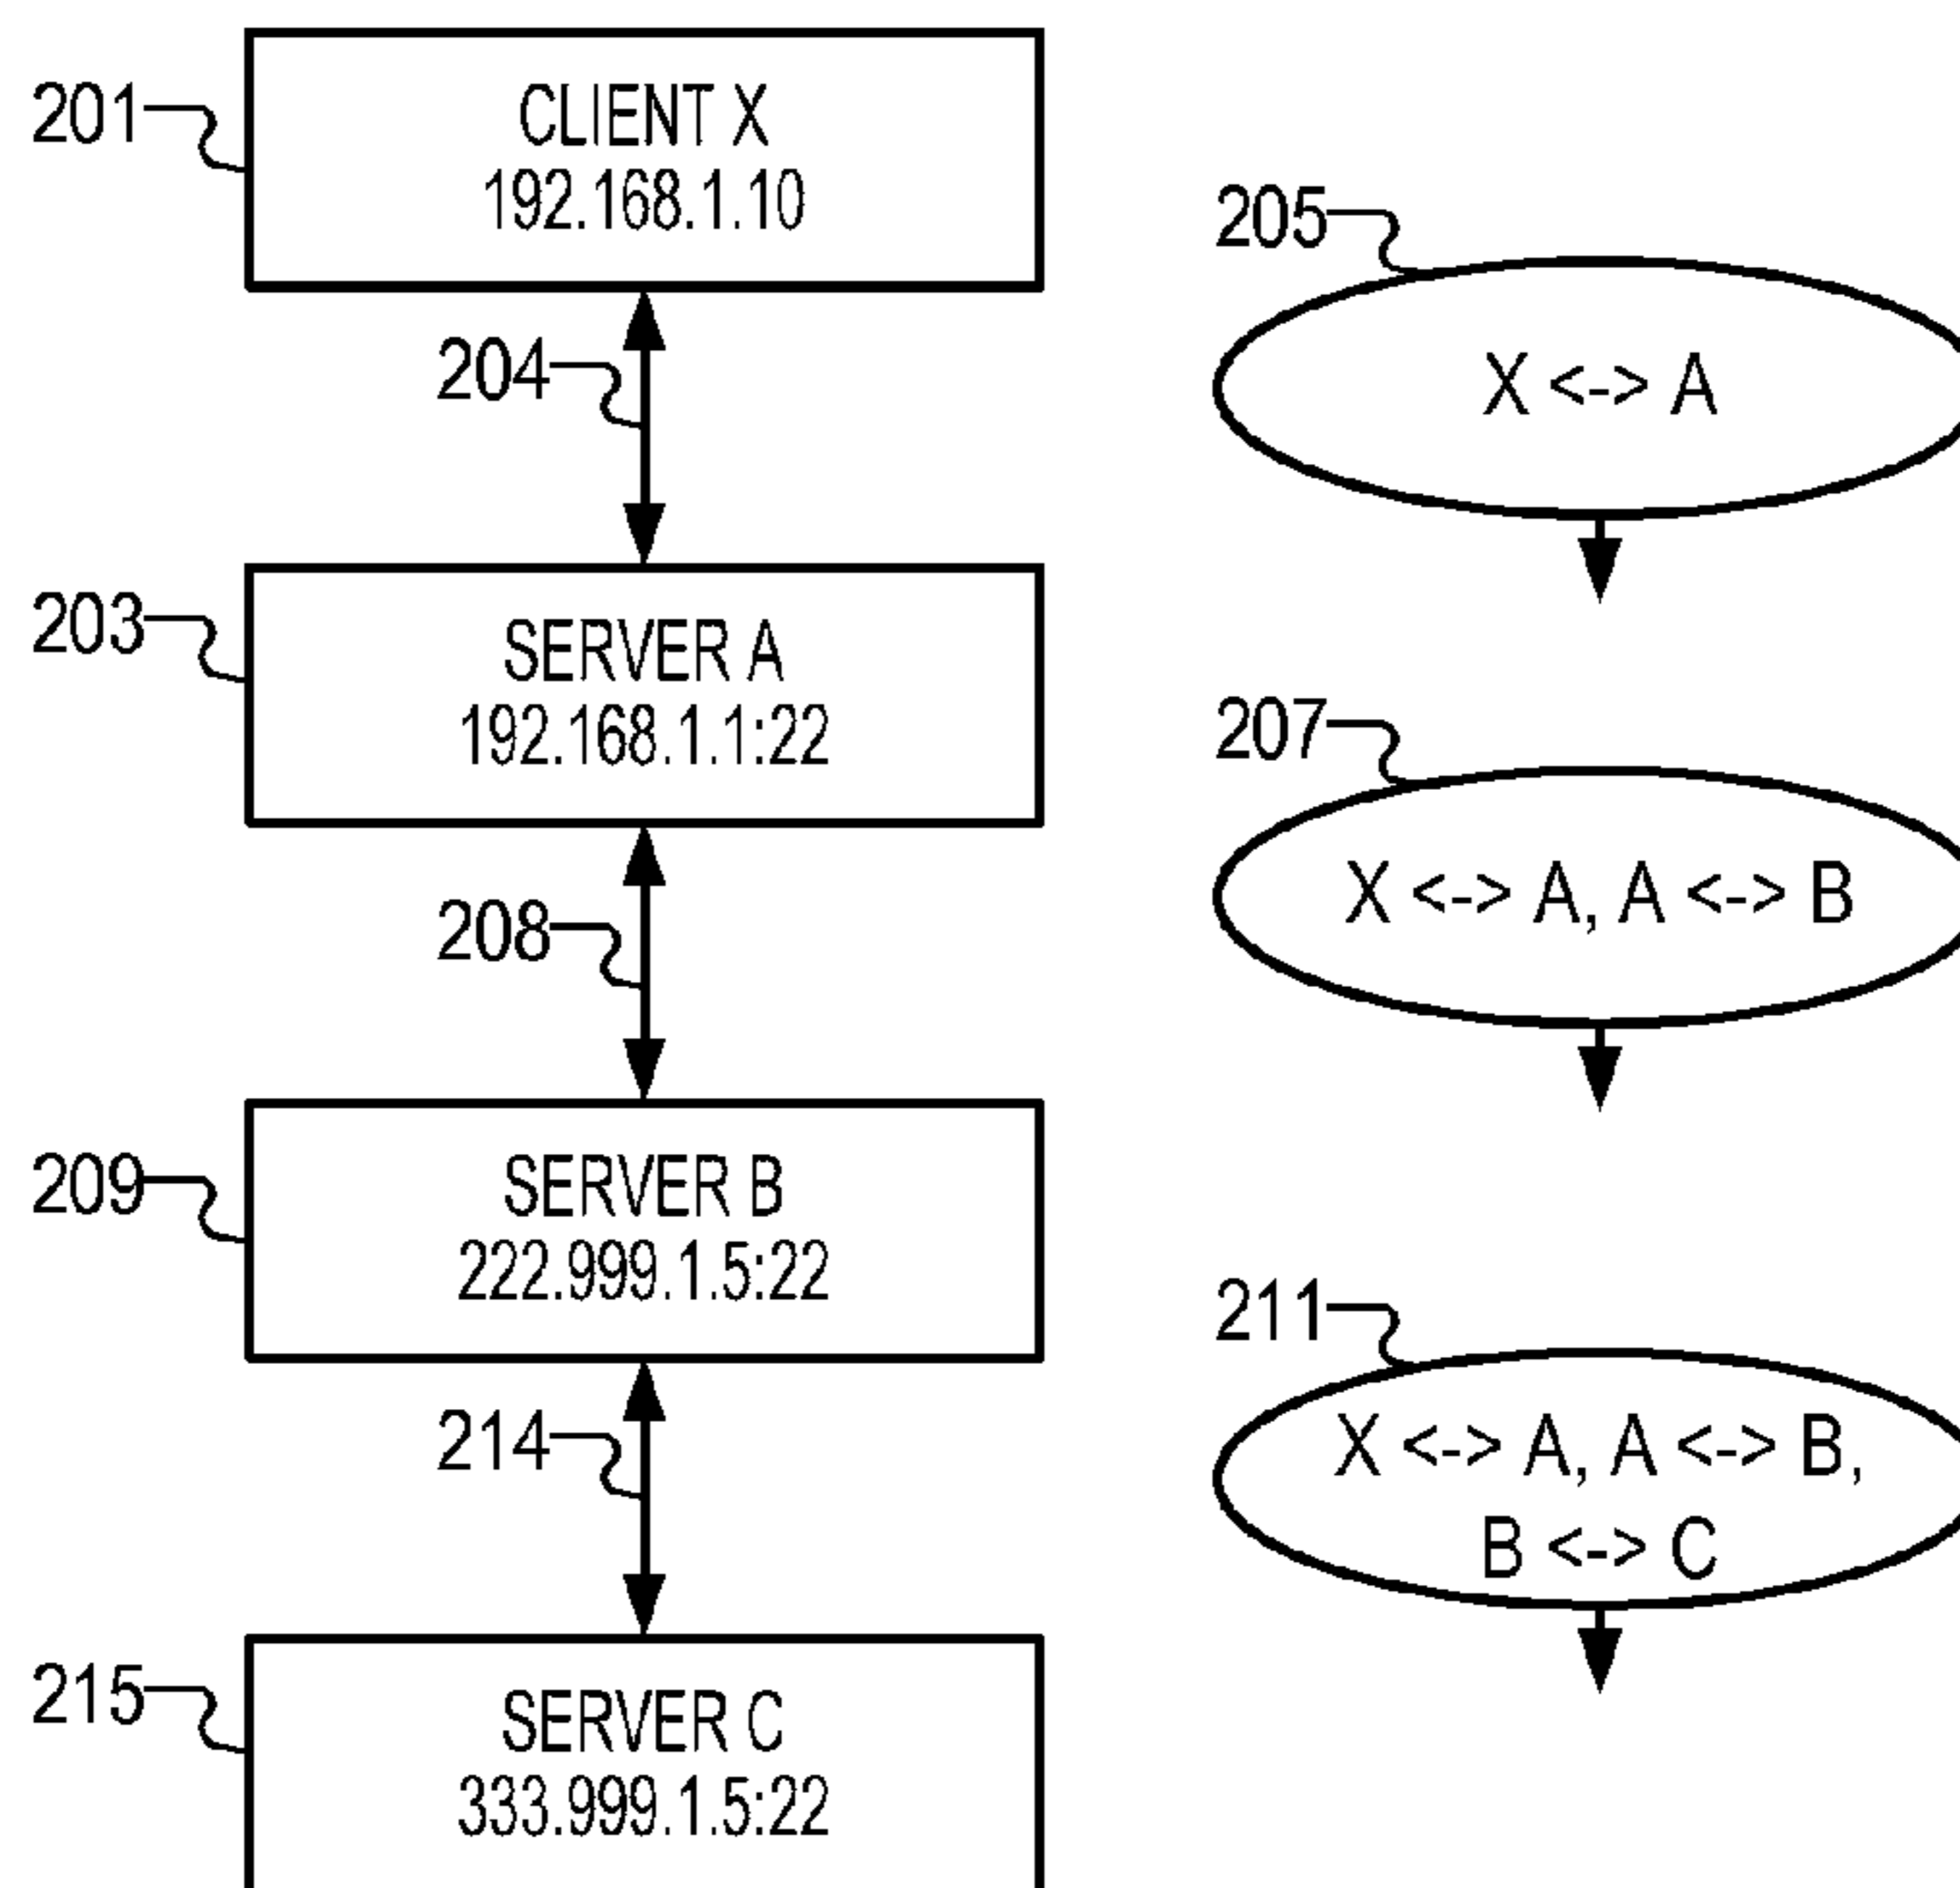 201
CLIENT X
192.168.1.10
204
203
SERVER A
192.168.1.1:22
208
209
SERVER B
222.999.1.5:22
214
215
SERVER C
333.999.1.5:22
205
X <-> A
207
X <-> A, A <-> B
211
X <-> A, A <-> B,
B <-> C